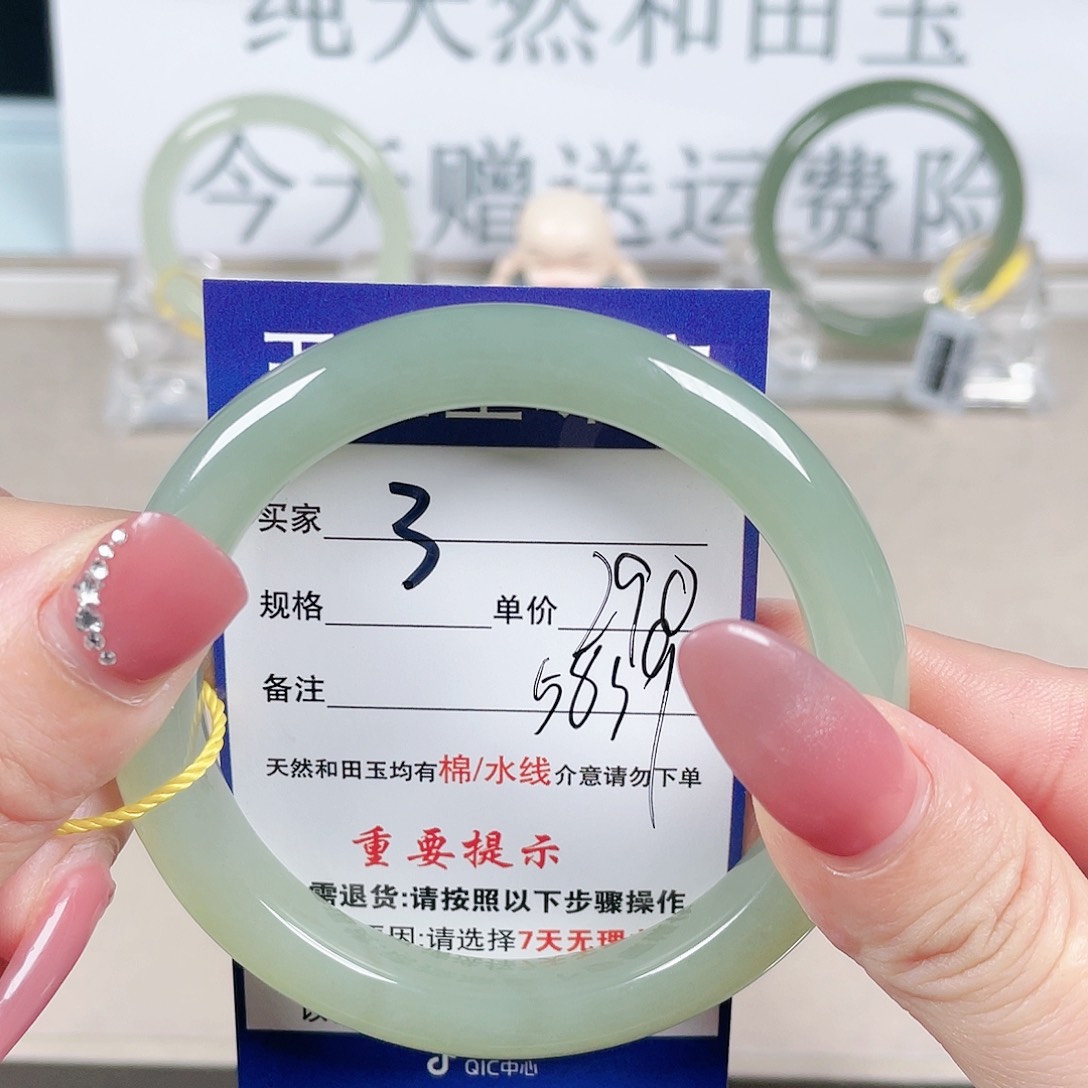 纯天然和田玉
今天赠送运费险
买家 3
规格 单价 290
备注 5859
天然和田玉均有棉/水线介意请勿下单
重要提示
需退货:请按照以下步骤操作
因:请选择7天无理
QIC中心